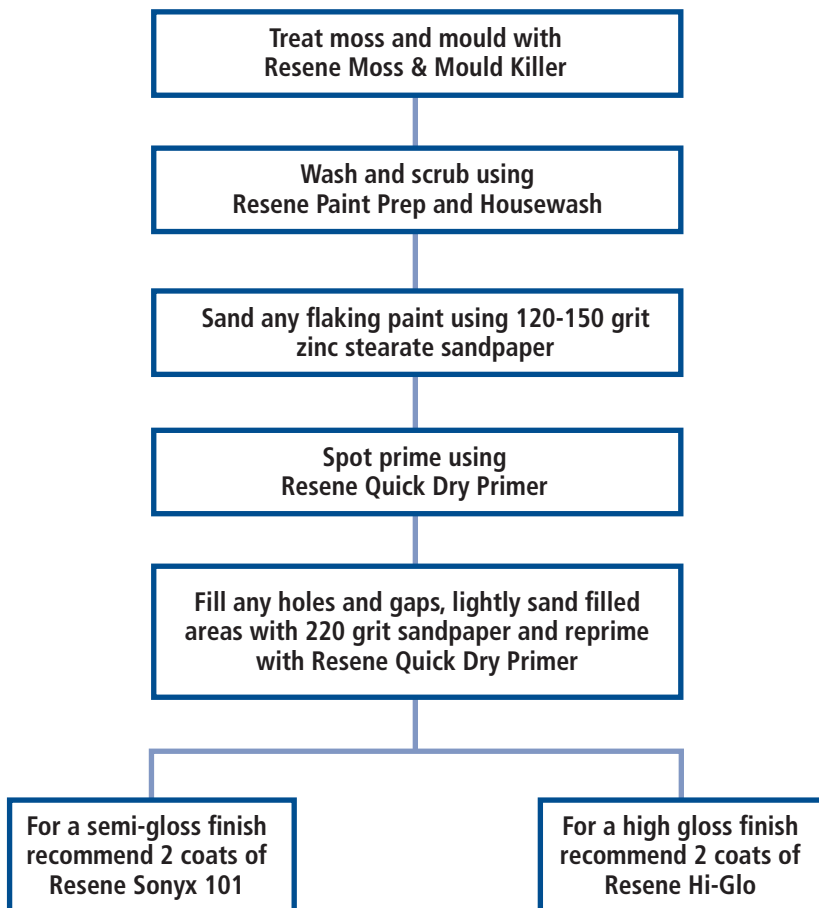 Treat moss and mould with
Resene Moss & Mould Killer
Wash and scrub using
Resene Paint Prep and Housewash
Sand any flaking paint using 120-150 grit
zinc stearate sandpaper
Spot prime using
Resene Quick Dry Primer
Fill any holes and gaps, lightly sand filled
areas with 220 grit sandpaper and reprime
with Resene Quick Dry Primer
For a semi-gloss finish
recommend 2 coats of
Resene Sonyx 101
For a high gloss finish
recommend 2 coats of
Resene Hi-Glo